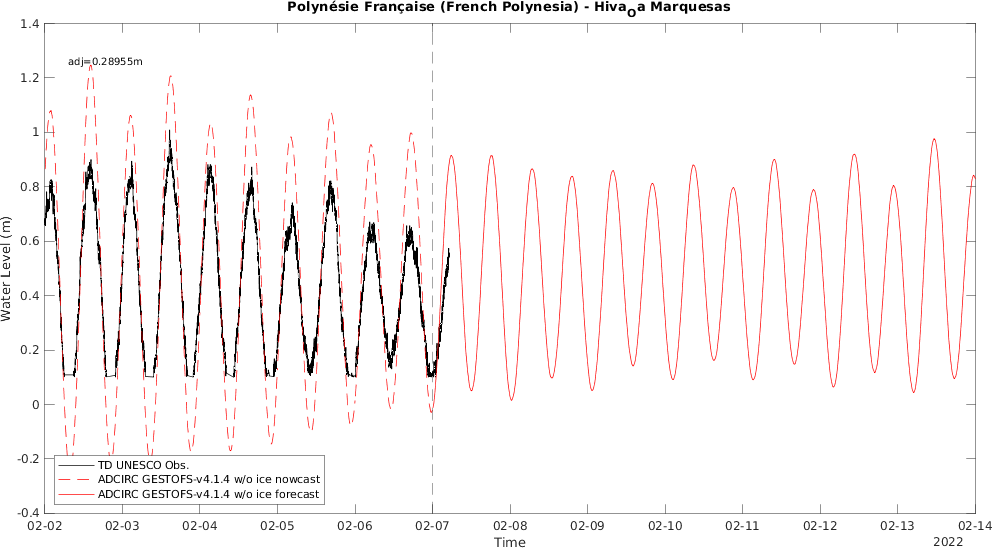 Polynésie Française (French Polynesia) - Hiva_Oa Marquesas
adj=0.28955m
1.4
1.2
1
0.8
0.6
0.4
0.2
0
-0.2
-0.4
Water Level (m)
TD UNESCO Obs.
ADCIRC GESTOFS-v4.1.4 w/o ice nowcast
ADCIRC GESTOFS-v4.1.4 w/o ice forecast
02-02 02-03 02-04 02-05 02-06 02-07 02-08 02-09 02-10 02-11 02-12 02-13 02-14
Time
2022